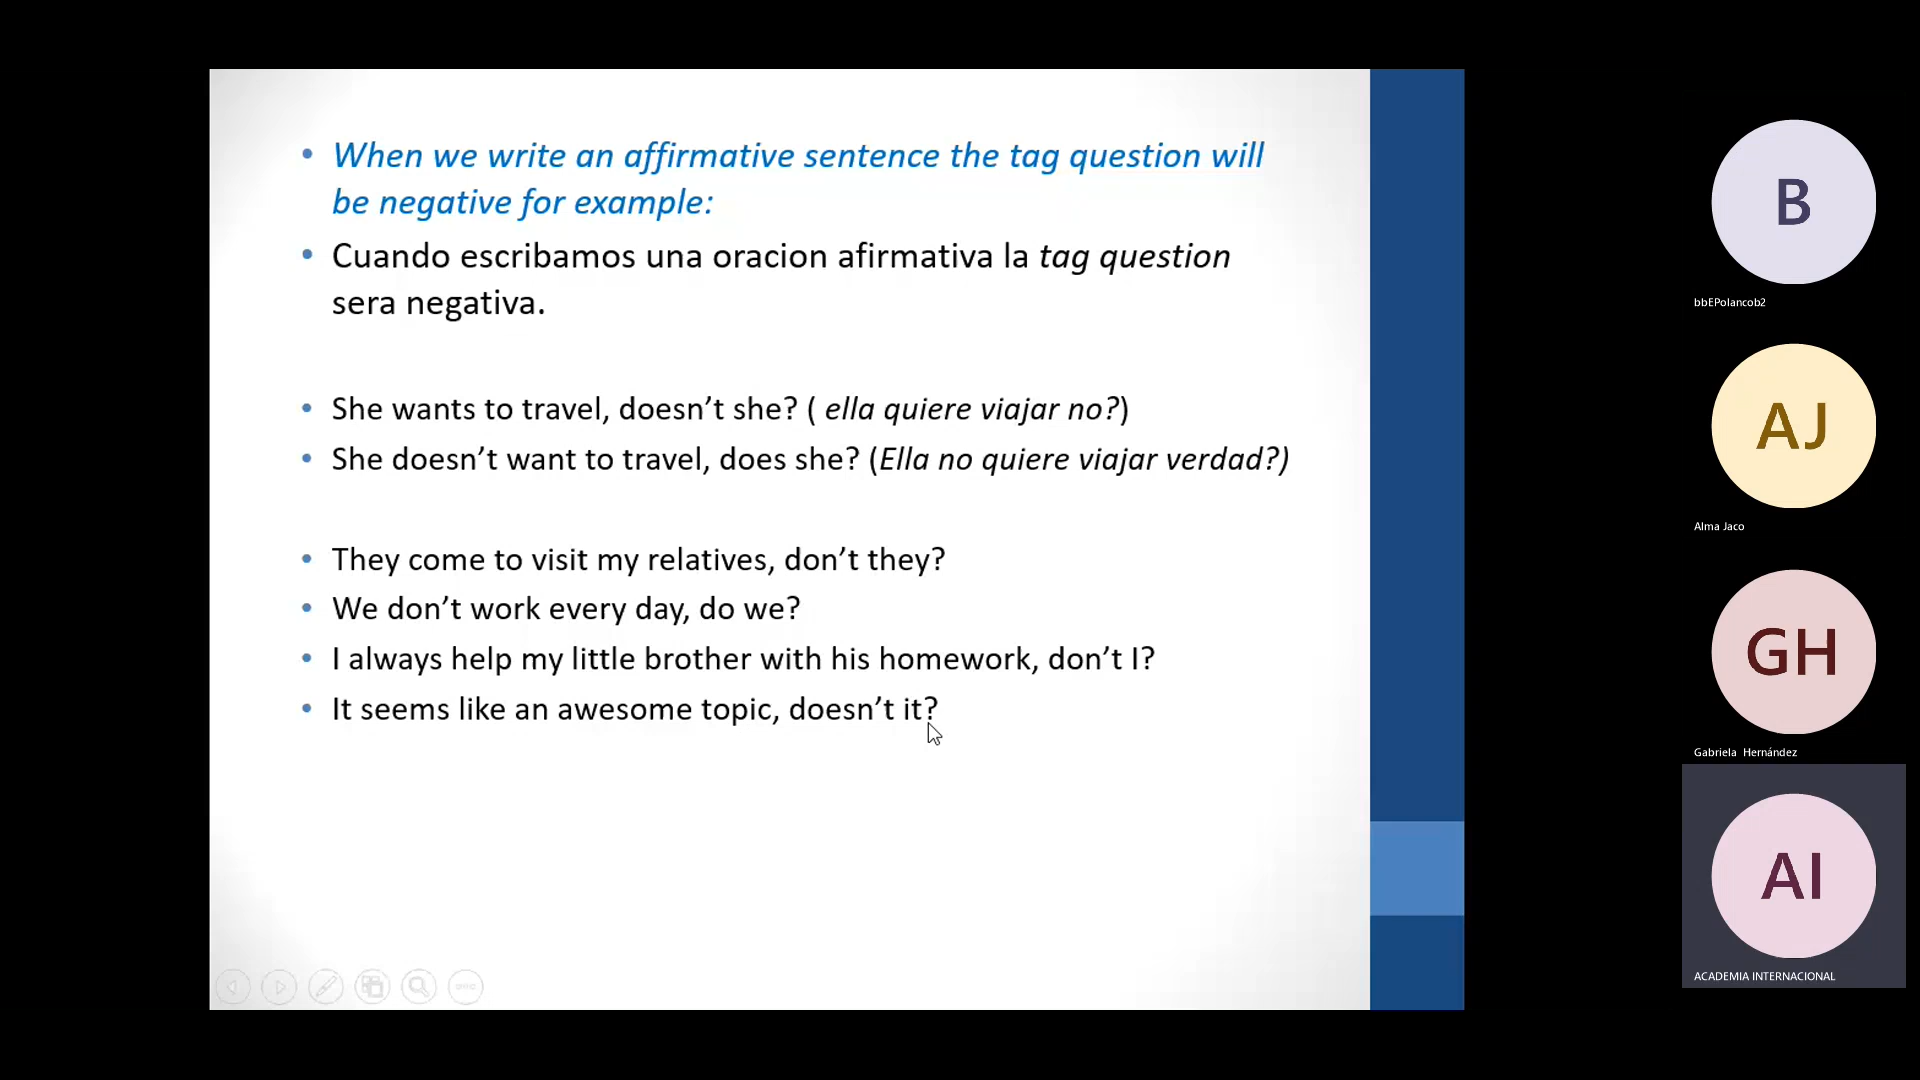 When we write an affirmative sentence the tag question will
be negative for example:
Cuando escribamos una oracion afirmativa la tag question
sera negativa.
She wants to travel, doesn’t she? ( ella quiere viajar no?)
She doesn’t want to travel, does she? (Ella no quiere viajar verdad?)
They come to visit my relatives, don’t they?
We don’t work every day, do we?
I always help my little brother with his homework, don’t I?
It seems like an awesome topic, doesn’t it?
B
bbEPolancob2
AJ
Alma Jaco
GH
Gabriela Hernández
AI
ACADEMIA INTERNACIONAL